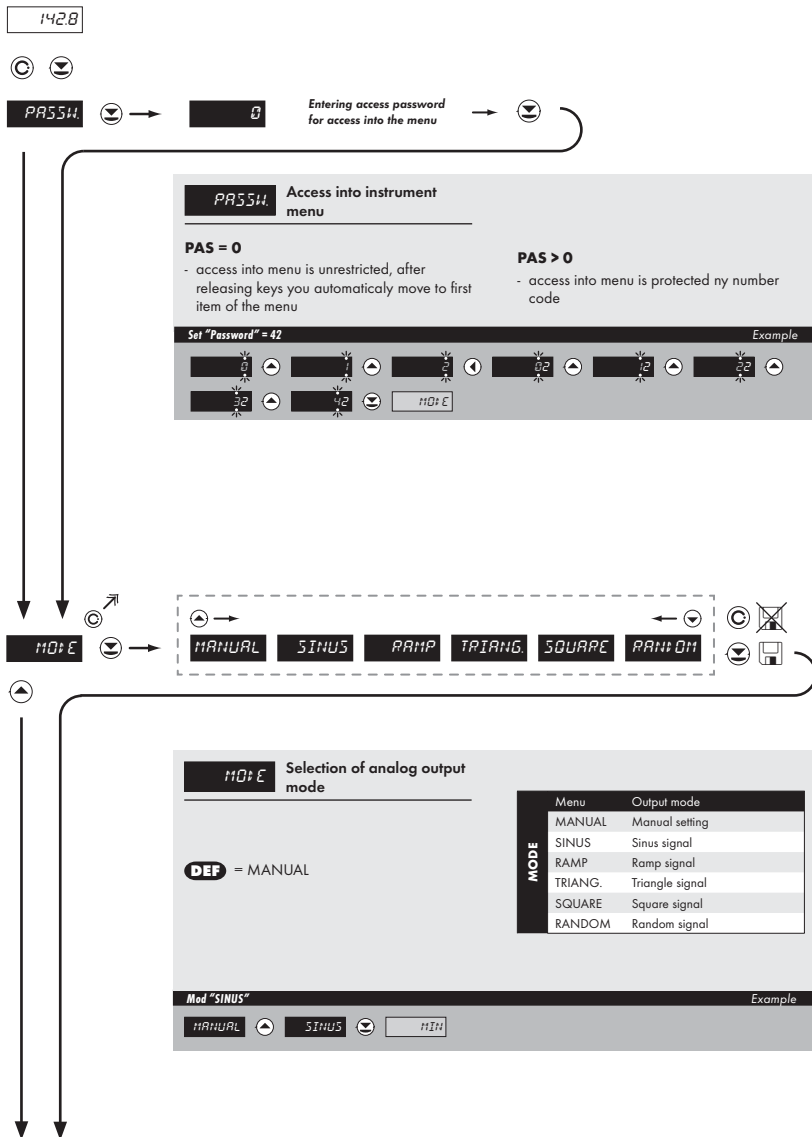 142.8
PASSW.
0
Entering access password
for access into the menu
PASSW.
Access into instrument
menu
PAS = 0
- access into menu is unrestricted, after
releasing keys you automaticaly move to first
item of the menu
PAS > 0
- access into menu is protected ny number
code
Set "Password" = 42
Example
0 1 2 02 12 22
32 42 MODE
MODE
MANUAL SINUS RAMP TRIANG. SQUARE RANDOM
MODE
Selection of analog output
mode
DEF = MANUAL
MODE
Menu Output mode
MANUAL Manual setting
SINUS Sinus signal
RAMP Ramp signal
TRIANG. Triangle signal
SQUARE Square signal
RANDOM Random signal
Mod "SINUS"
Example
MANUAL SINUS MIN